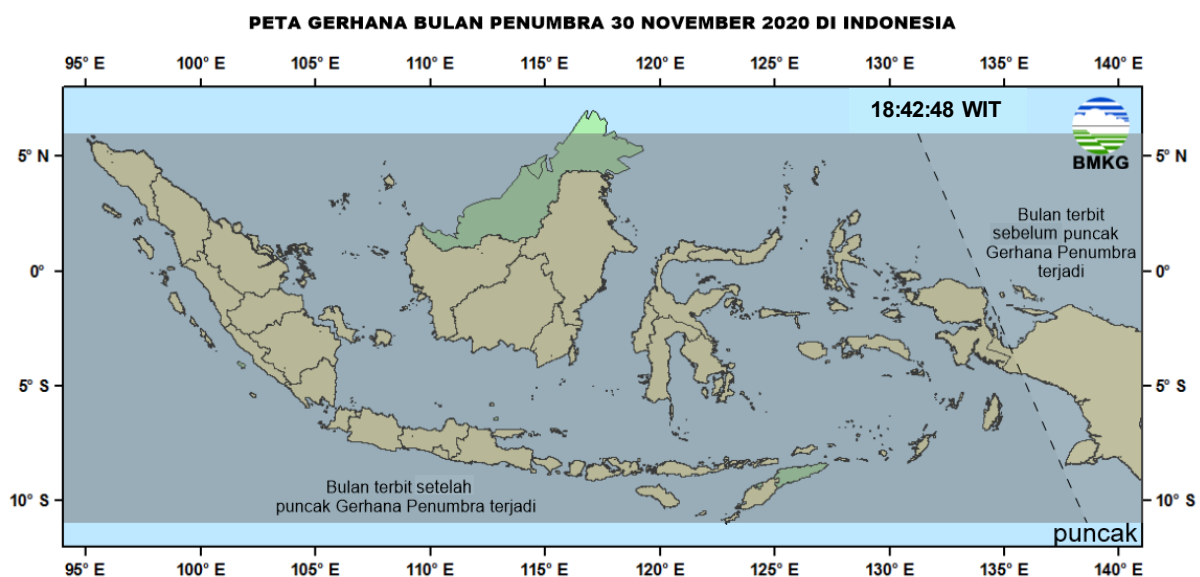 PETA GERHANA BULAN PENUMBRA 30 NOVEMBER 2020 DI INDONESIA
95° E 100° E 105° E 110° E 115° E 120° E 125° E 130° E 135° E 140° E
18:42:48 WIT
BMKG
5° N 5° N
Bulan terbit
sebelum puncak
Gerhana Penumbra
terjadi
0° 0°
5° S 5° S
Bulan terbit setelah
puncak Gerhana Penumbra terjadi
10° S 10° S
puncak
95° E 100° E 105° E 110° E 115° E 120° E 125° E 130° E 135° E 140° E